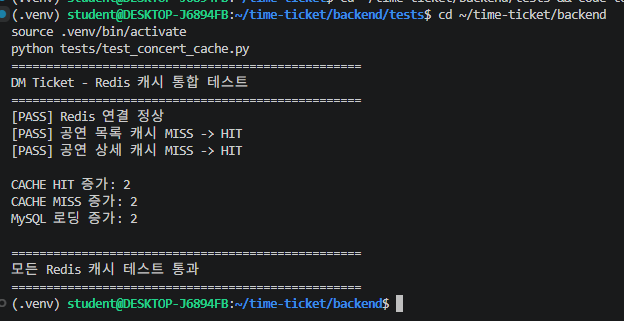 (.venv) student@DESKTOP-J6894FB:~/time-ticket/backend/tests$ cd ~/time-ticket/backend
source .venv/bin/activate
python tests/test_concert_cache.py
==================================================
DM Ticket - Redis 캐시 통합 테스트
==================================================
[PASS] Redis 연결 정상
[PASS] 공연 목록 캐시 MISS -> HIT
[PASS] 공연 상세 캐시 MISS -> HIT
CACHE HIT 증가: 2
CACHE MISS 증가: 2
MySQL 로딩 증가: 2
==================================================
모든 Redis 캐시 테스트 통과
==================================================
(.venv) student@DESKTOP-J6894FB:~/time-ticket/backend$